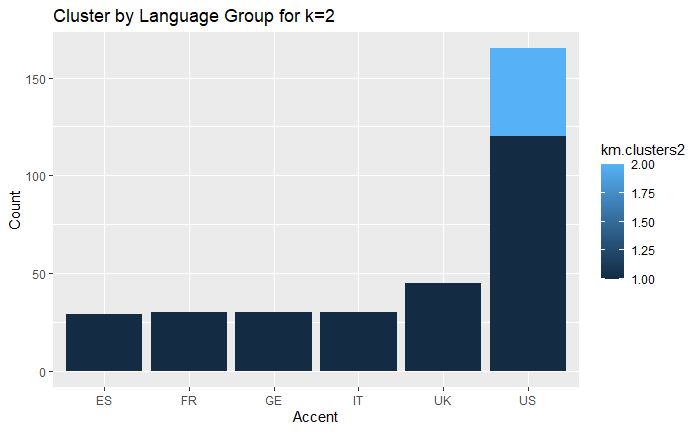 Cluster by Language Group for k=2
Count
150
100
50
0
ES FR GE IT UK US
Accent
km.clusters2
2.00
1.75
1.50
1.25
1.00